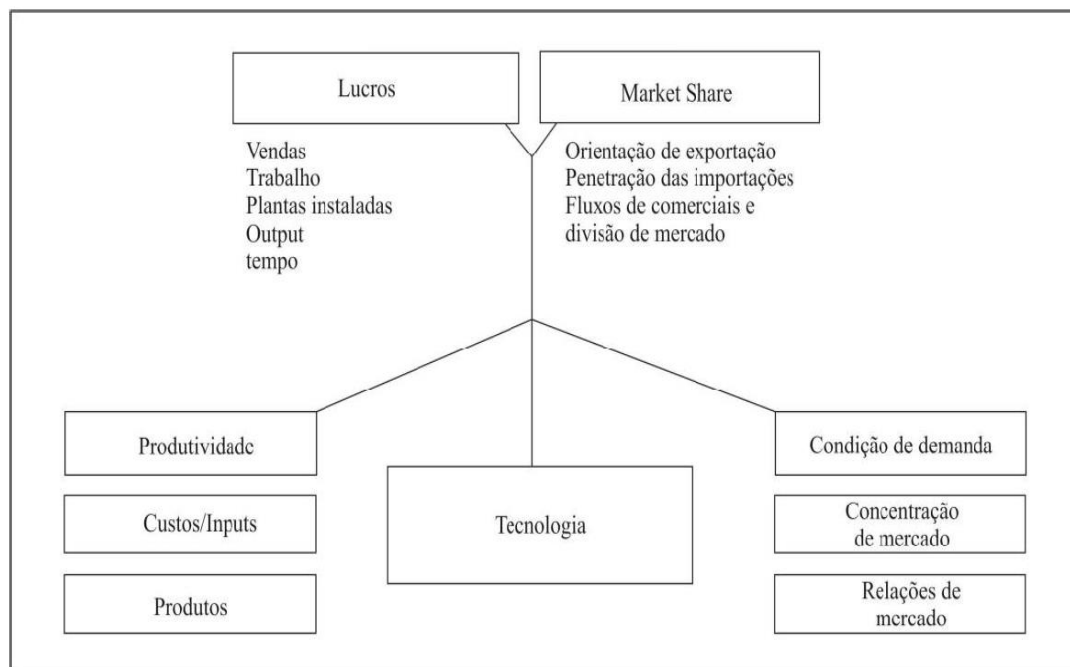 Lucros
Market Share
Vendas
Trabalho
Plantas instaladas
Output
tempo
Orientação de exportação
Penetração das importações
Fluxos de comerciais e
divisão de mercado
Produtividade
Custos/Inputs
Produtos
Tecnologia
Condição de demanda
Concentração
de mercado
Relações de
mercado